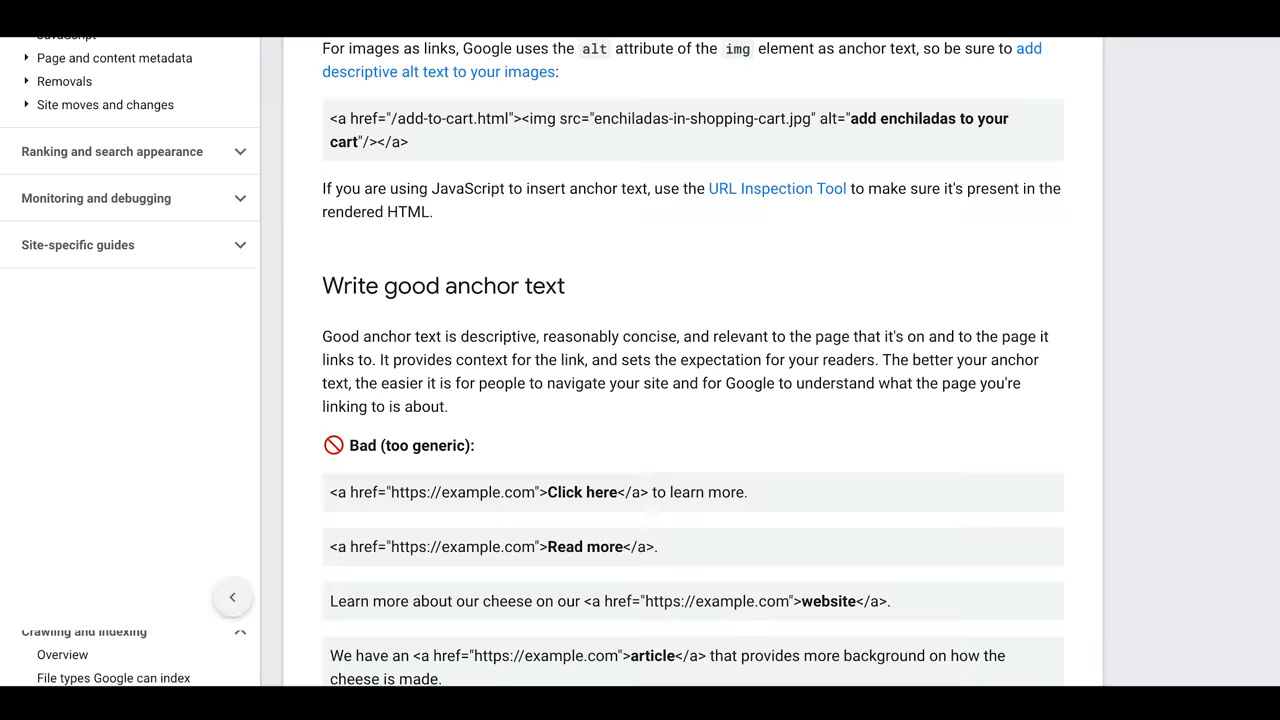 JavaScript
Page and content metadata
Removals
Site moves and changes
Ranking and search appearance
Monitoring and debugging
Site-specific guides
Crawling and indexing
Overview
File types Google can index
For images as links, Google uses the alt attribute of the img element as anchor text, so be sure to add
descriptive alt text to your images:
<a href="/add-to-cart.html"><img src="enchiladas-in-shopping-cart.jpg" alt="add enchiladas to your
cart"/></a>
If you are using JavaScript to insert anchor text, use the URL Inspection Tool to make sure it's present in the
rendered HTML.
Write good anchor text
Good anchor text is descriptive, reasonably concise, and relevant to the page that it's on and to the page it
links to. It provides context for the link, and sets the expectation for your readers. The better your anchor
text, the easier it is for people to navigate your site and for Google to understand what the page you're
linking to is about.
Bad (too generic):
<a href="https://example.com">Click here</a> to learn more.
<a href="https://example.com">Read more</a>.
Learn more about our cheese on our <a href="https://example.com">website</a>.
We have an <a href="https://example.com">article</a> that provides more background on how the
cheese is made.